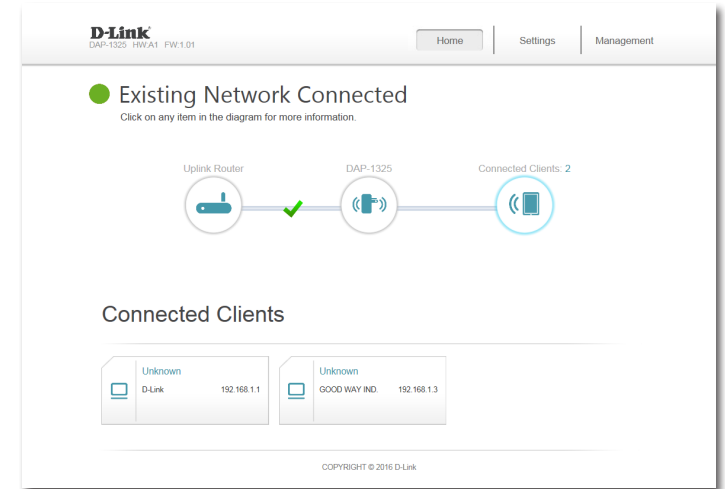 D-Link
DAP-1325 HW:A1 FW:1.01
Home Settings Management
Existing Network Connected
Click on any item in the diagram for more information.
Uplink Router DAP-1325 Connected Clients: 2
Connected Clients
Unknown Unknown
D-Link 192.168.1.1 GOOD WAY IND. 192.168.1.3
COPYRIGHT © 2016 D-Link